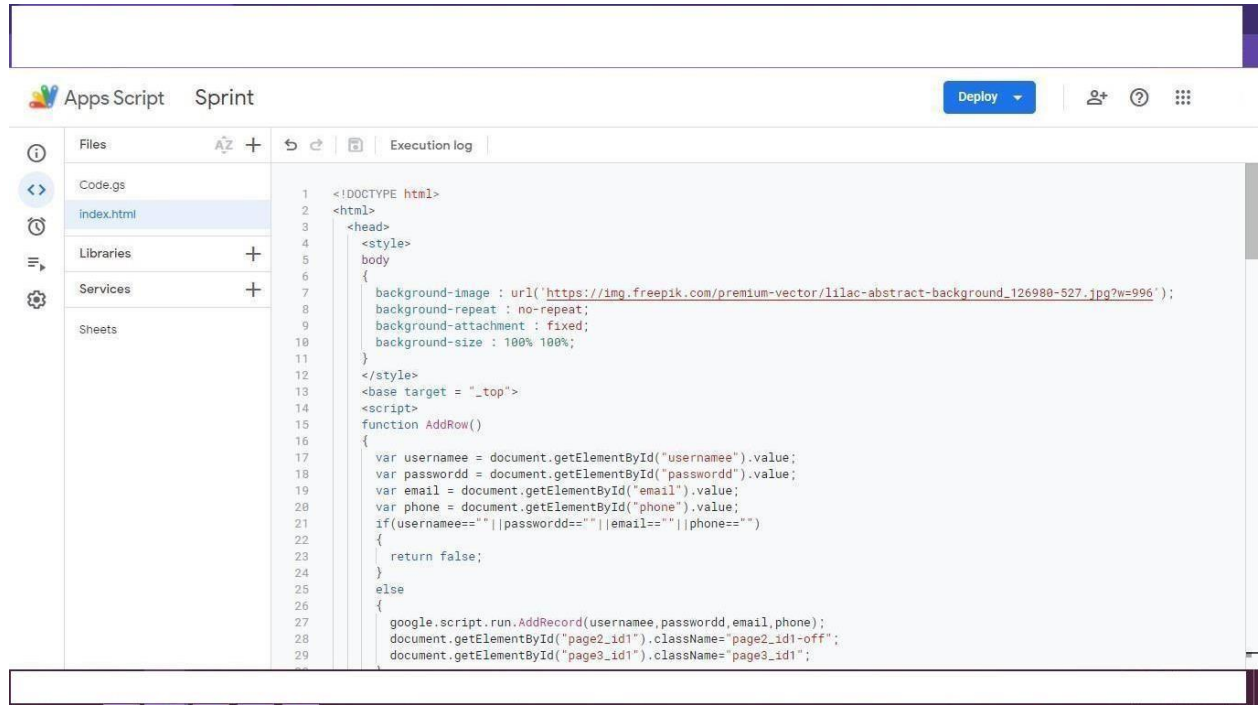 Apps Script Sprint Deploy
Files AZ Execution log
Code.gs
index.html
Libraries
Services
Sheets
1 <!DOCTYPE html>
2 <html>
3 <head>
4 <style>
5 body
6 {
7 background-image : url('https://img.freepik.com/premium-vector/lilac-abstract-background_126980-527.jpg?w=996');
8 background-repeat : no-repeat;
9 background-attachment : fixed;
10 background-size : 100% 100%;
11 }
12 </style>
13 <base target = "_top">
14 <script>
15 function AddRow()
16 {
17 var usernamee = document.getElementById("usernamee").value;
18 var passwordd = document.getElementById("passwordd").value;
19 var email = document.getElementById("email").value;
20 var phone = document.getElementById("phone").value;
21 if(usernamee==""||passwordd==""||email==""||phone=="")
22 {
23 return false;
24 }
25 else
26 {
27 google.script.run.AddRecord(usernamee,passwordd,email,phone);
28 document.getElementById("page2_id1").className="page2_id1-off";
29 document.getElementById("page3_id1").className="page3_id1";